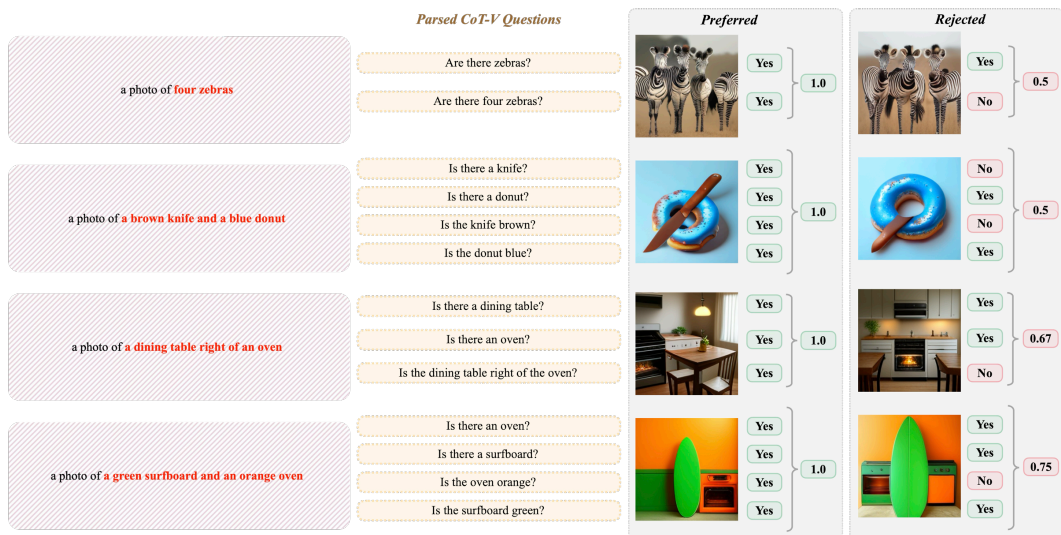 Parsed CoT-V Questions
Preferred
Rejected
a photo of four zebras
Are there zebras?
Are there four zebras?
Yes
Yes
1.0
Yes
No
0.5
a photo of a brown knife and a blue donut
Is there a knife?
Is there a donut?
Is the knife brown?
Is the donut blue?
Yes
Yes
Yes
Yes
1.0
No
Yes
No
Yes
0.5
a photo of a dining table right of an oven
Is there a dining table?
Is there an oven?
Is the dining table right of the oven?
Yes
Yes
Yes
1.0
Yes
Yes
No
0.67
a photo of a green surfboard and an orange oven
Is there an oven?
Is there a surfboard?
Is the oven orange?
Is the surfboard green?
Yes
Yes
Yes
Yes
1.0
Yes
Yes
No
Yes
0.75